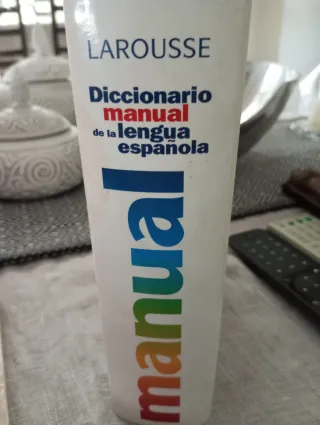 LAROUSSE
Diccionario
manual
de la lengua
española
manual